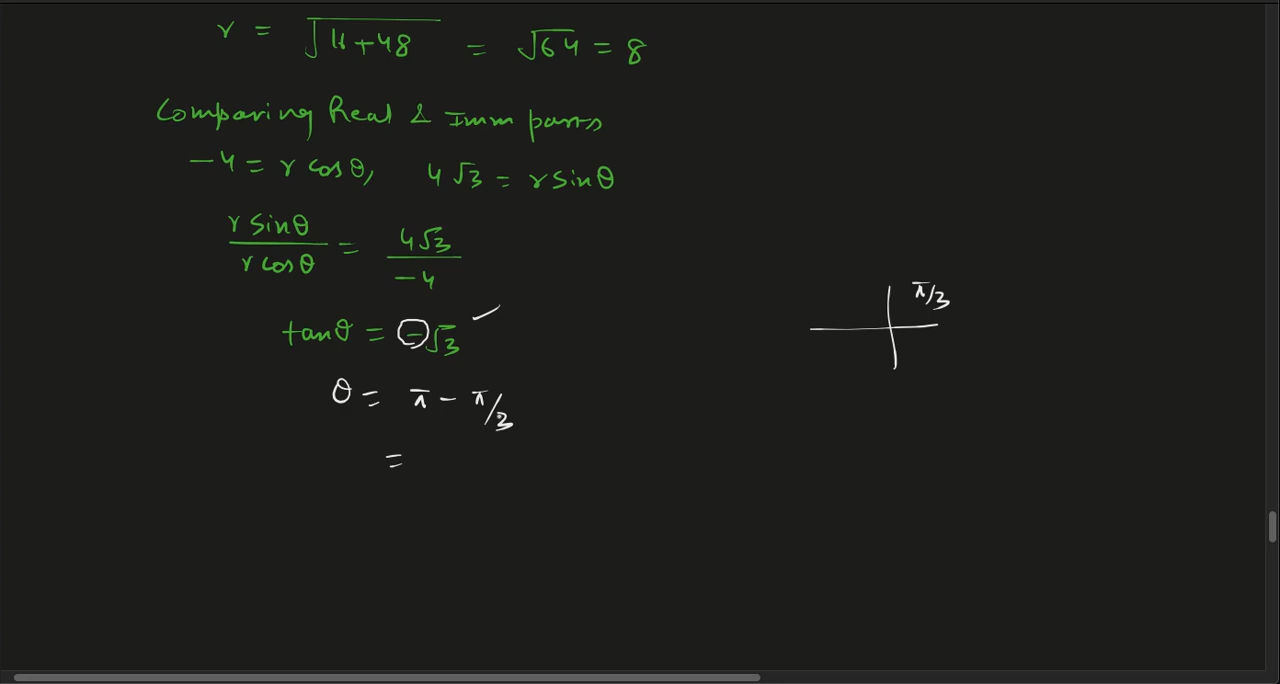 r = √16+48 = √64 = 8
Comparing Real & Imm parts
-4 = r cosθ, 4√3 = r sinθ
r sinθ / r cosθ = 4√3 / -4
π/3
tanθ = -√3 ✓
θ = π - π/3
=